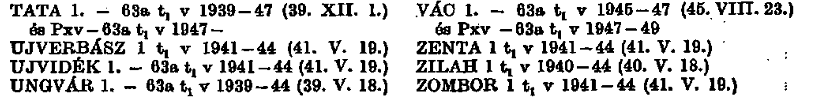 TATA 1. – 63a t₁ v 1939–47 (39. XII. 1.)
és Pxv–63a t₁ v 1947–
UJVERBÁSZ 1 t₁ v 1941–44 (41. V. 19.)
UJVIDÉK 1. – 63a t₁ v 1941–44 (41. V. 19.)
UNGVÁR 1. – 63a t₁ v 1939–44 (39. V. 18.)
VÁC 1. – 63a t₁ v 1945–47 (45. VIII. 23.)
és Pxv –63a t₁ v 1947–49
ZENTA 1 t₁ v 1941–44 (41. V. 19.)
ZILAH 1 t₁ v 1940–44 (40. V. 18.)
ZOMBOR 1 t₁ v 1941–44 (41. V. 19.)